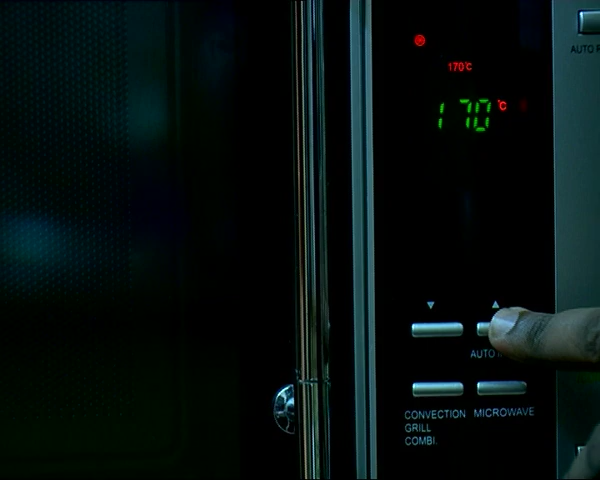 170℃
170 ℃
CONVECTION
GRILL
COMBI.
MICROWAVE
AUTO
AUTO